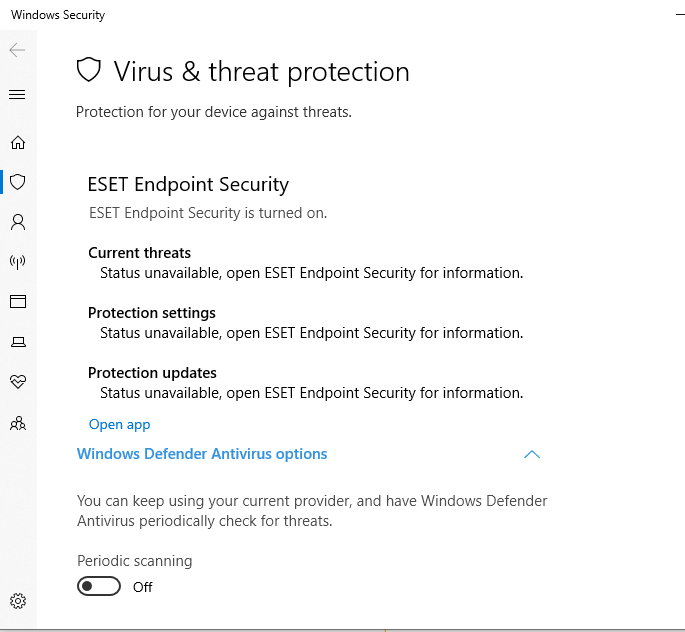 Windows Security
Virus & threat protection
Protection for your device against threats.
ESET Endpoint Security
ESET Endpoint Security is turned on.
Current threats
Status unavailable, open ESET Endpoint Security for information.
Protection settings
Status unavailable, open ESET Endpoint Security for information.
Protection updates
Status unavailable, open ESET Endpoint Security for information.
Open app
Windows Defender Antivirus options
You can keep using your current provider, and have Windows Defender
Antivirus periodically check for threats.
Periodic scanning
Off